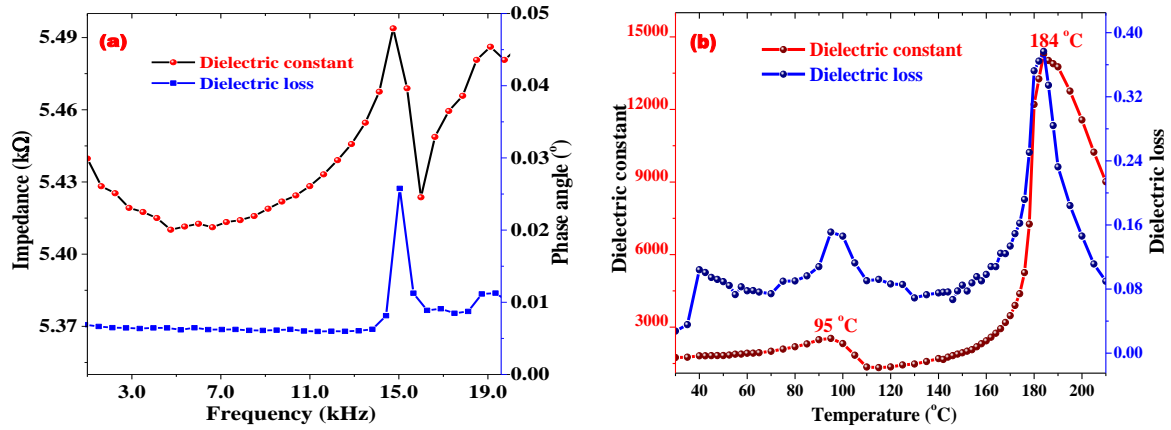 (a)
Dielectric constant
Dielectric loss
5.49
5.46
5.43
5.40
5.37
Impedance (kΩ)
0.05
0.04
0.03
0.02
0.01
0.00
Phase angle (°)
3.0
7.0
11.0
15.0
19.0
Frequency (kHz)
(b)
184 °C
Dielectric constant
Dielectric loss
95 °C
15000
12000
9000
6000
3000
Dielectric constant
0.40
0.32
0.24
0.16
0.08
0.00
Dielectric loss
40
60
80
100
120
140
160
180
200
Temperature (°C)